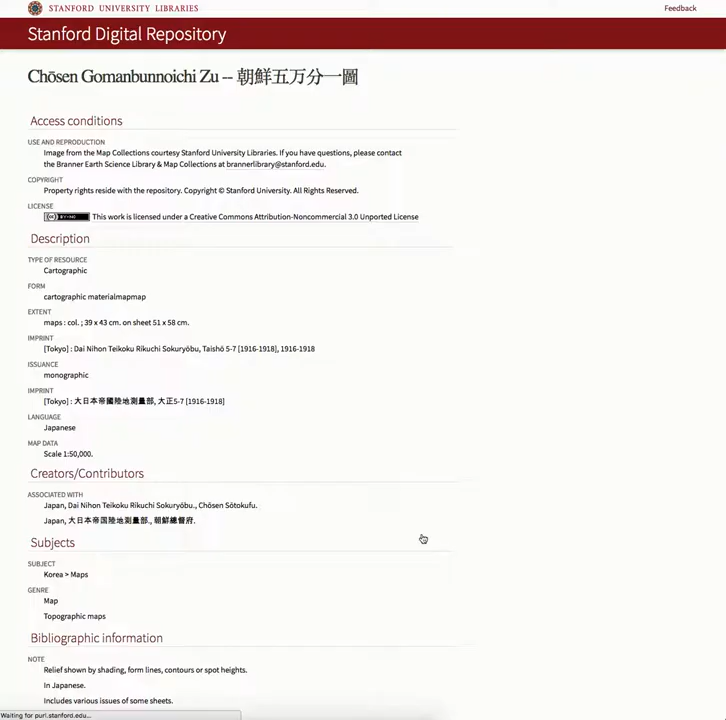 STANFORD UNIVERSITY LIBRARIES
Feedback
Stanford Digital Repository
Chōsen Gomanbunnoichi Zu -- 朝鮮五万分一圖
Access conditions
USE AND REPRODUCTION
Image from the Map Collections courtesy Stanford University Libraries. If you have questions, please contact
the Branner Earth Science Library & Map Collections at brannerlibrary@stanford.edu.
COPYRIGHT
Property rights reside with the repository. Copyright © Stanford University. All Rights Reserved.
LICENSE
(cc) BY-NC This work is licensed under a Creative Commons Attribution-Noncommercial 3.0 Unported License
Description
TYPE OF RESOURCE
Cartographic
FORM
cartographic materialmapmap
EXTENT
maps : col. ; 39 x 43 cm. on sheet 51 x 58 cm.
IMPRINT
[Tokyo] : Dai Nihon Teikoku Rikuchi Sokuryōbu, Taishō 5-7 [1916-1918], 1916-1918
ISSUANCE
monographic
IMPRINT
[Tokyo] : 大日本帝國陸地測量部, 大正5-7 [1916-1918]
LANGUAGE
Japanese
MAP DATA
Scale 1:50,000.
Creators/Contributors
ASSOCIATED WITH
Japan, Dai Nihon Teikoku Rikuchi Sokuryōbu., Chōsen Sōtokufu.
Japan, 大日本帝国陸地測量部., 朝鮮總督府.
Subjects
SUBJECT
Korea > Maps
GENRE
Map
Topographic maps
Bibliographic information
NOTE
Relief shown by shading, form lines, contours or spot heights.
In Japanese.
Includes various issues of some sheets.
Waiting for purl.stanford.edu...